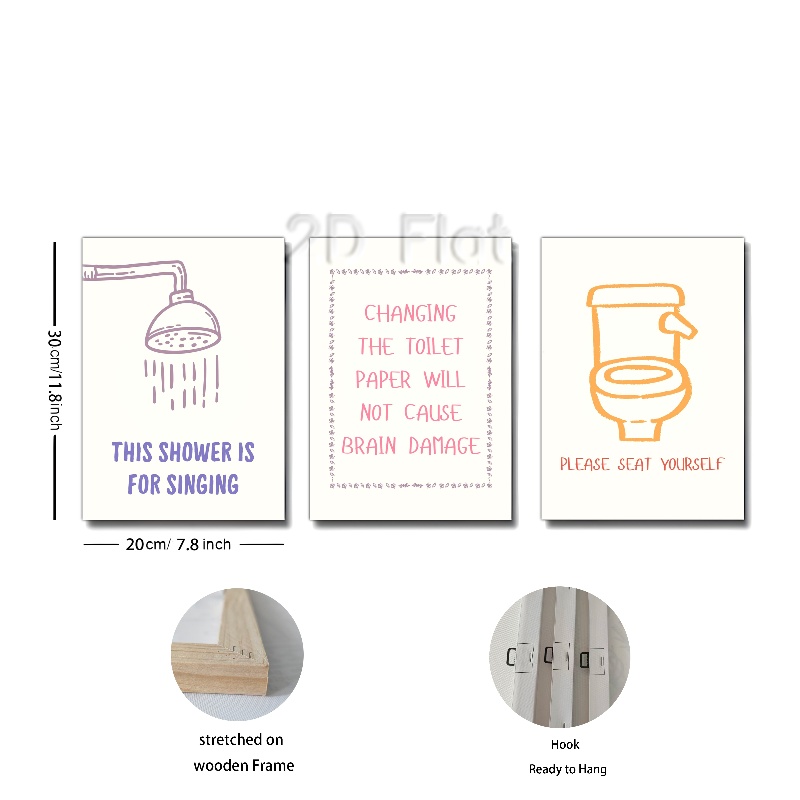 2D Flat
THIS SHOWER IS
FOR SINGING
CHANGING
THE TOILET
PAPER WILL
NOT CAUSE
BRAIN DAMAGE
PLEASE SEAT YOURSELF
30cm/11.8inch
20cm/ 7.8 inch
stretched on
wooden Frame
Hook
Ready to Hang